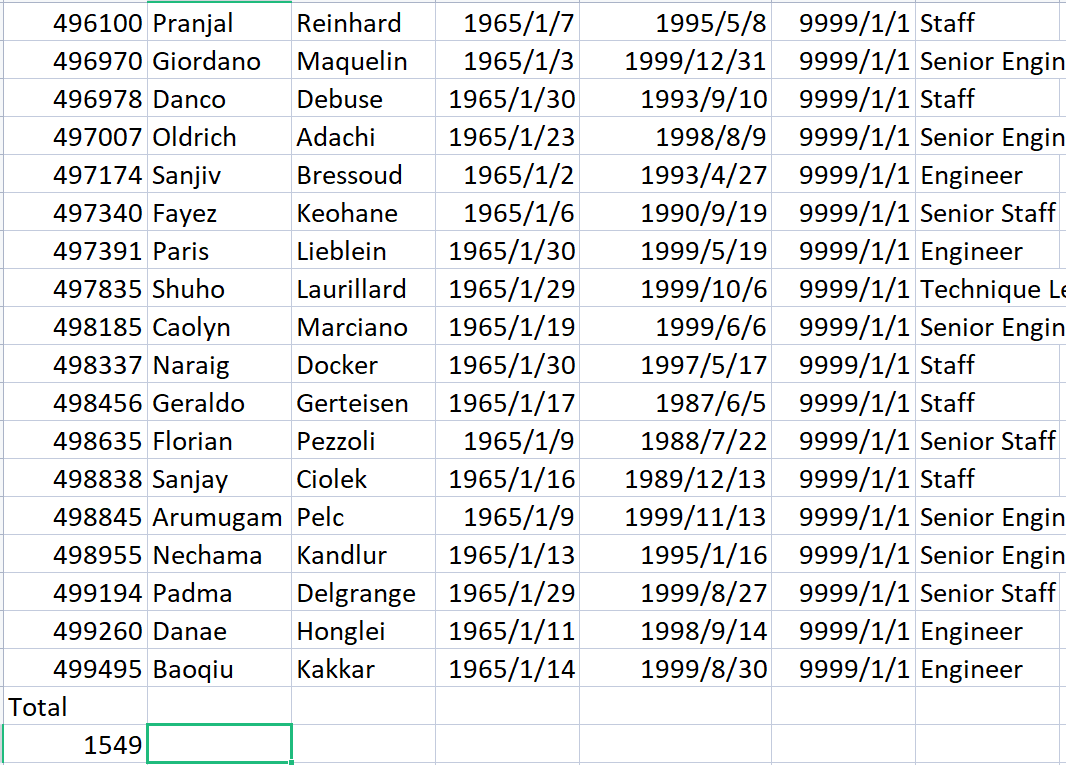 496100 Pranjal Reinhard 1965/1/7 1995/5/8 9999/1/1 Staff
496970 Giordano Maquelin 1965/1/3 1999/12/31 9999/1/1 Senior Engin
496978 Danco Debuse 1965/1/30 1993/9/10 9999/1/1 Staff
497007 Oldrich Adachi 1965/1/23 1998/8/9 9999/1/1 Senior Engin
497174 Sanjiv Bressoud 1965/1/2 1993/4/27 9999/1/1 Engineer
497340 Fayez Keohane 1965/1/6 1990/9/19 9999/1/1 Senior Staff
497391 Paris Lieblein 1965/1/30 1999/5/19 9999/1/1 Engineer
497835 Shuho Laurillard 1965/1/29 1999/10/6 9999/1/1 Technique Le
498185 Caolyn Marciano 1965/1/19 1999/6/6 9999/1/1 Senior Engin
498337 Naraig Docker 1965/1/30 1997/5/17 9999/1/1 Staff
498456 Geraldo Gerteisen 1965/1/17 1987/6/5 9999/1/1 Staff
498635 Florian Pezzoli 1965/1/9 1988/7/22 9999/1/1 Senior Staff
498838 Sanjay Ciolek 1965/1/16 1989/12/13 9999/1/1 Staff
498845 Arumugam Pelc 1965/1/9 1999/11/13 9999/1/1 Senior Engin
498955 Nechama Kandlur 1965/1/13 1995/1/16 9999/1/1 Senior Engin
499194 Padma Delgrange 1965/1/29 1999/8/27 9999/1/1 Senior Staff
499260 Danae Honglei 1965/1/11 1998/9/14 9999/1/1 Engineer
499495 Baoqiu Kakkar 1965/1/14 1999/8/30 9999/1/1 Engineer
Total
1549